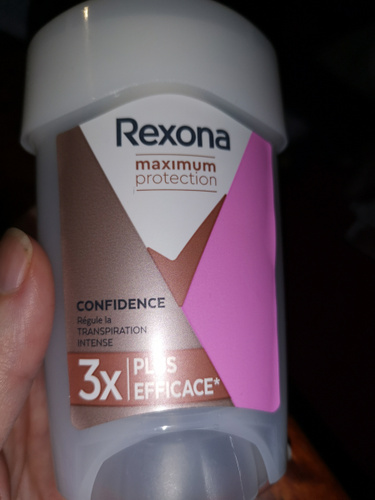 Rexona
maximum
protection
CONFIDENCE
Régule la
TRANSPIRATION
INTENSE
3x PLUS
EFFICACE*